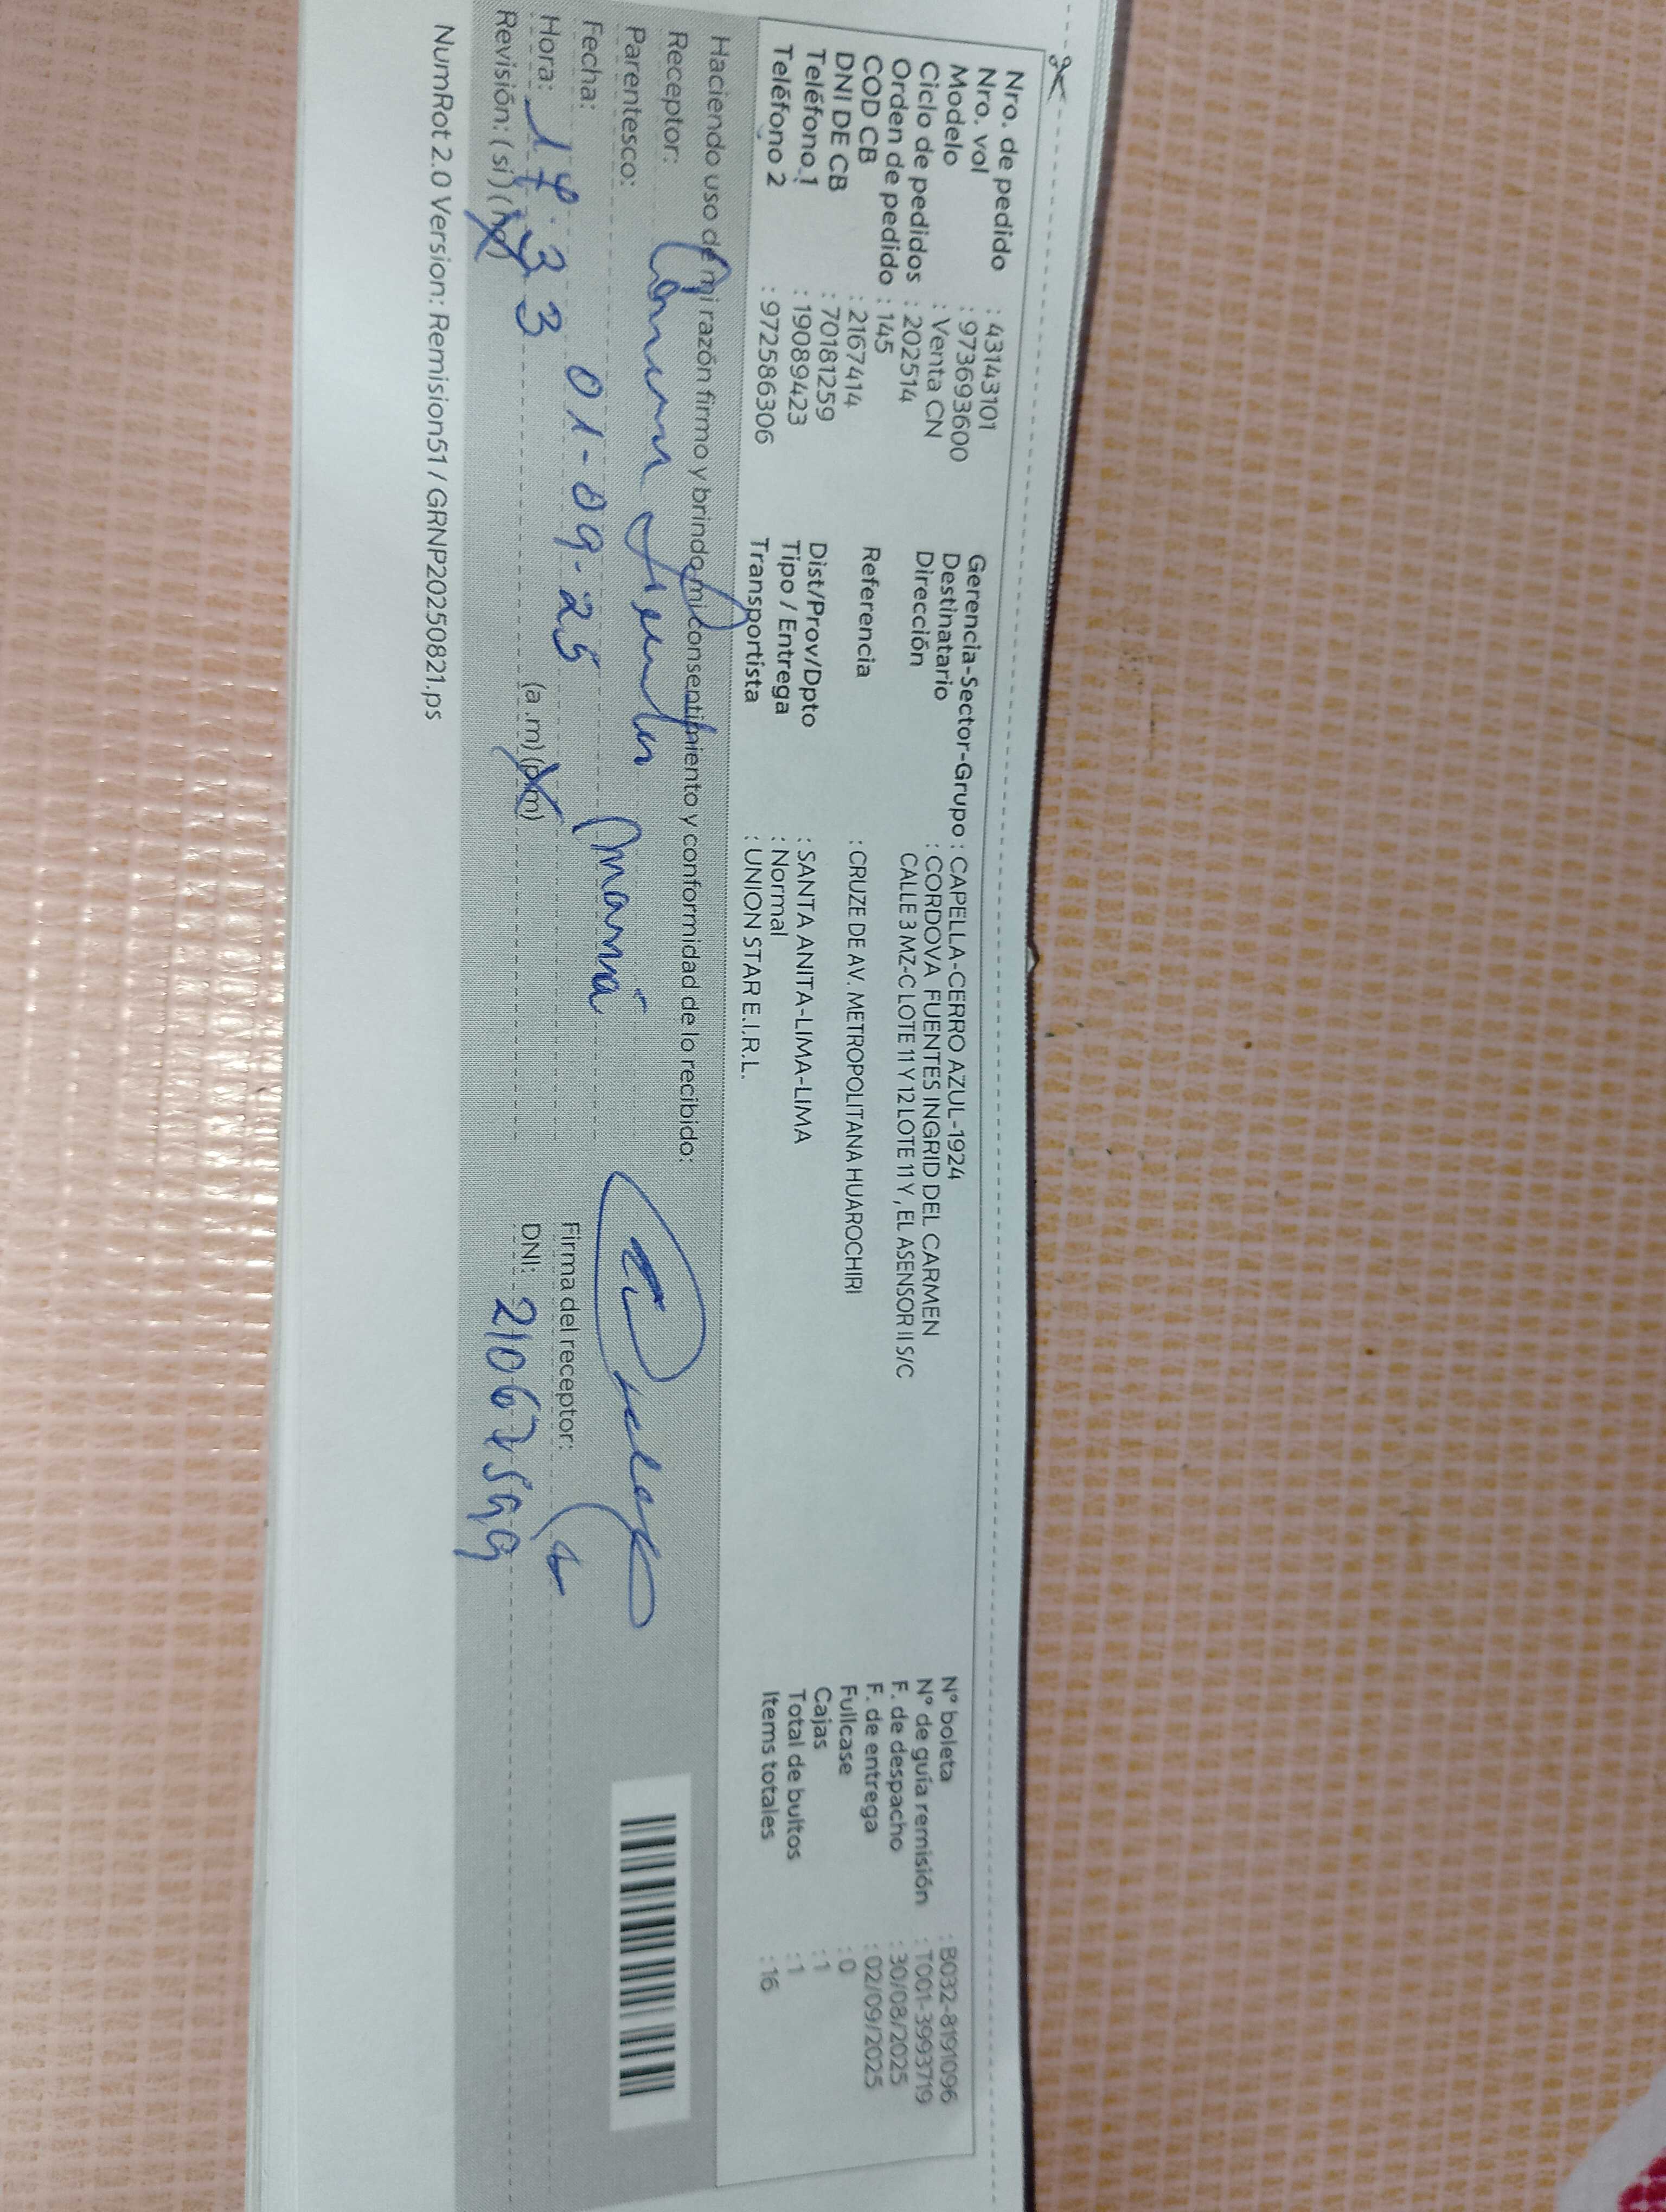 Nro. de pedido : 43143101
Nro. vol : 973693600
Modelo : Venta CN
Ciclo de pedidos : 202514
Orden de pedido : 145
COD CB : 2167414
DNI DE CB : 70181259
Teléfono 1 : 19089423
Teléfono 2 : 972586306
Gerencia-Sector-Grupo : CAPELLA-CERRO AZUL-1924
Destinatario : CORDOVA FUENTES INGRID DEL CARMEN
Dirección CALLE 3 MZ-C LOTE 11 Y 12 LOTE 11 Y , EL ASENSOR II S/C
Referencia : CRUZE DE AV. METROPOLITANA HUAROCHIRI
Dist/Prov/Dpto : SANTA ANITA-LIMA-LIMA
Tipo / Entrega : Normal
Transportista : UNION STAR E.I.R.L.
N° boleta : B032-8191096
N° de guía remisión : T001-3993719
F. de despacho : 30/08/2025
F. de entrega : 02/09/2025
Fullcase : 0
Cajas : 1
Total de bultos : 1
Items totales : 16
Haciendo uso de mi razón firmo y brindo mi consentimiento y conformidad de lo recibido:
Receptor: Carmen
Parentesco: mamá
Fecha: 01-09-25
Hora: 14:33 (a .m) (p.m)
Revisión: ( si ) ( no )
Firma del receptor:
DNI: 21067599
NumRot 2.0 Version: Remision51 / GRNP20250821.ps